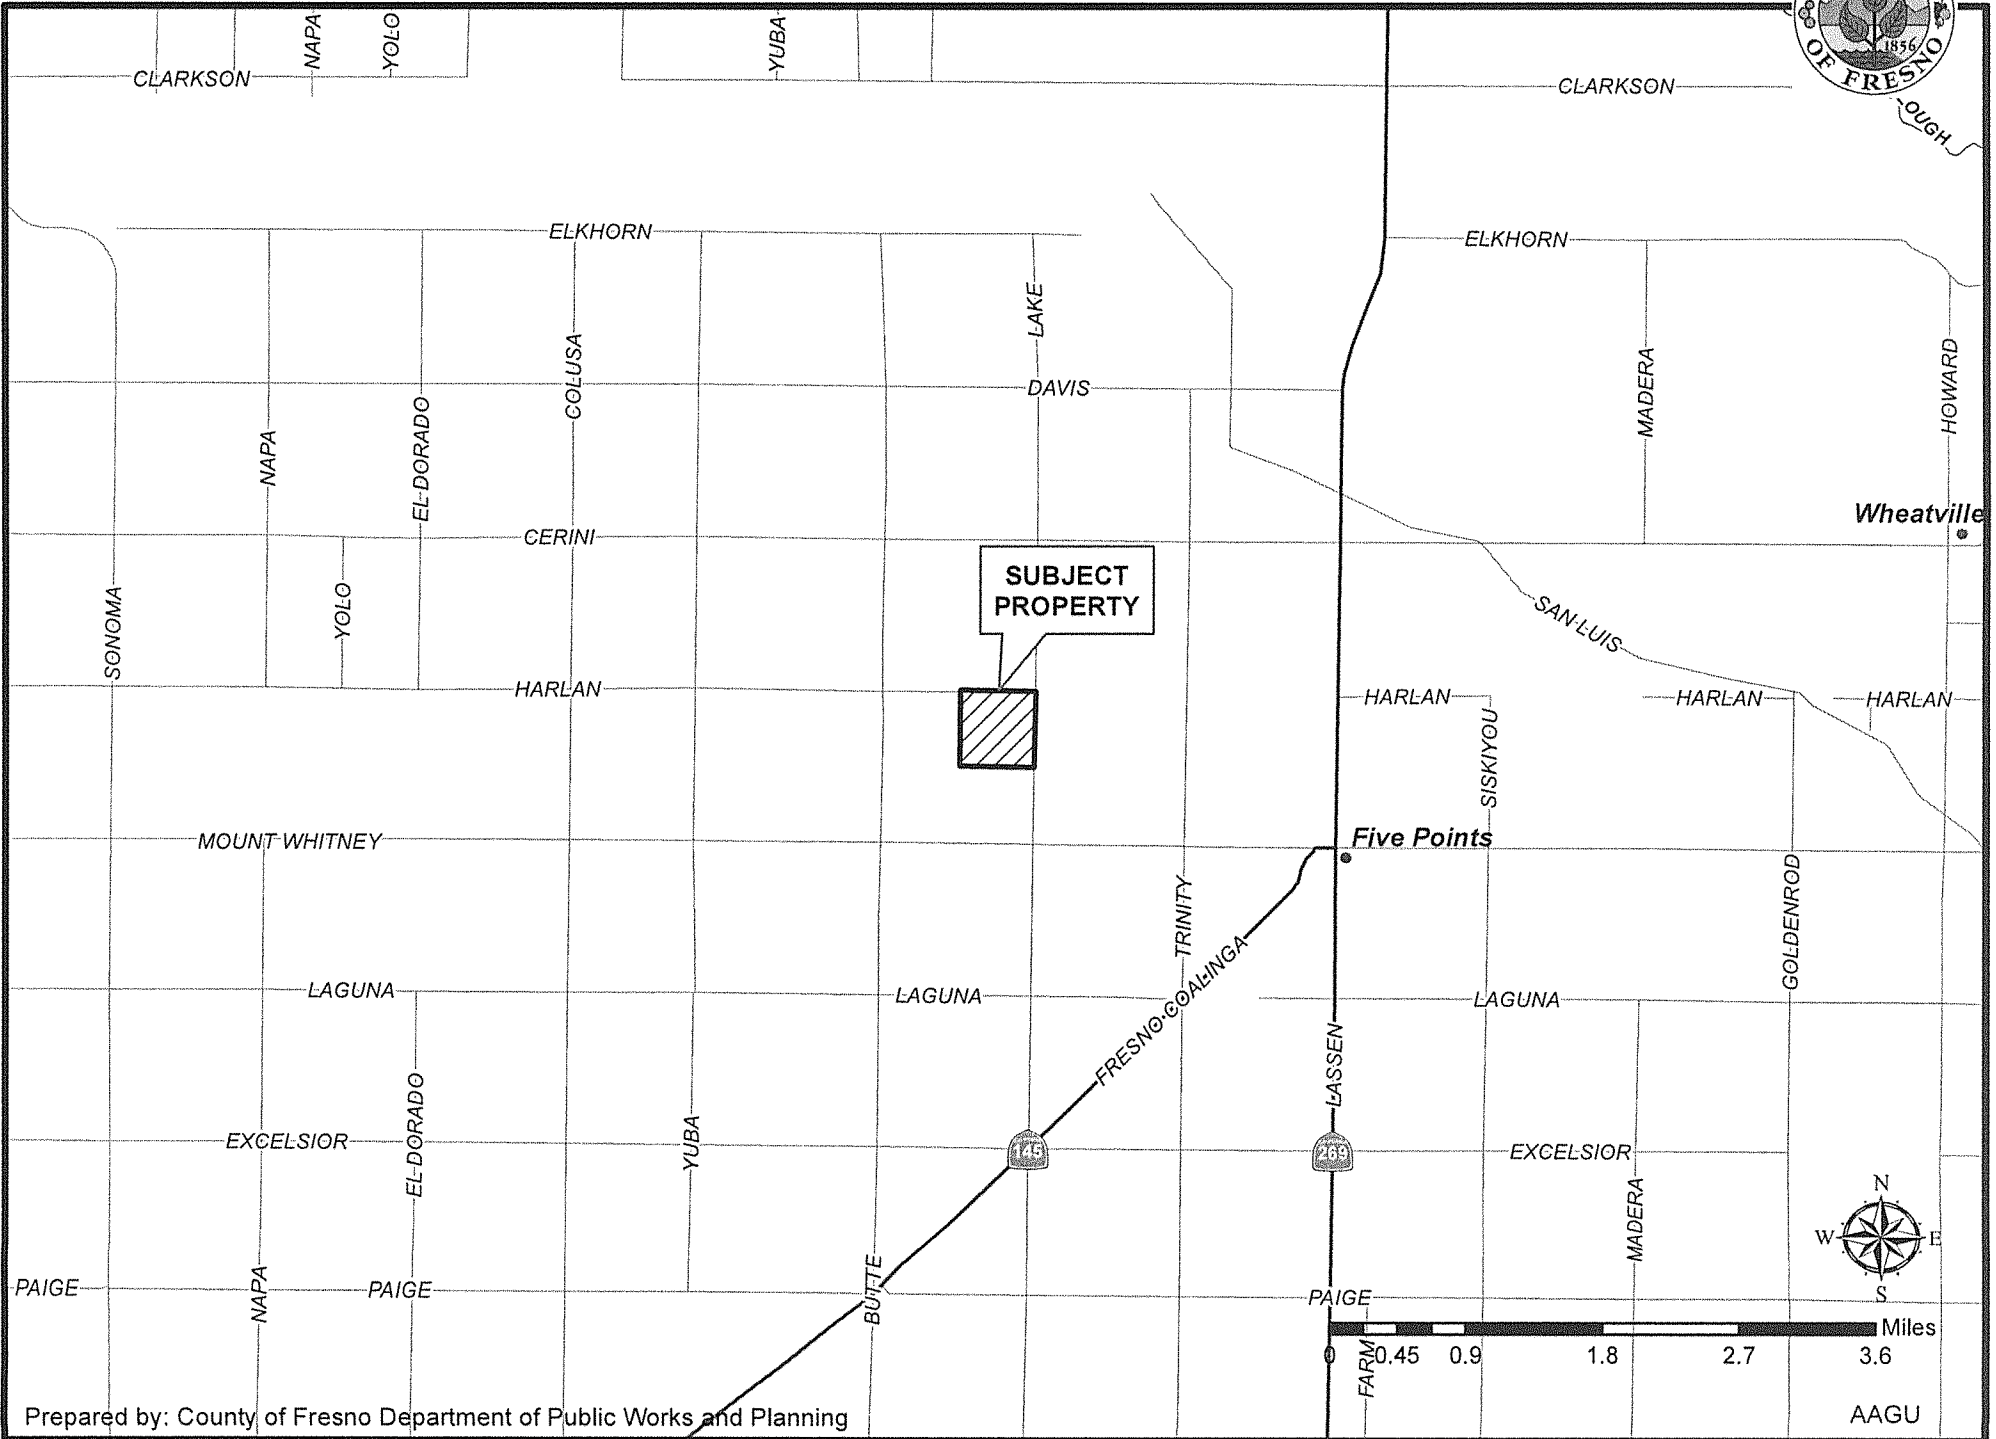 NAPA
YOLO
YUBA
1856
OF FRESNO
CLARKSON
CLARKSON
OUGH
ELKHORN
ELKHORN
LAKE
COLUSA
DAVIS
MADERA
HOWARD
NAPA
EL DORADO
Wheatville
CERINI
SUBJECT
PROPERTY
SONOMA
YOLO
SAN LUIS
HARLAN
HARLAN
HARLAN
HARLAN
SISKIYOU
MOUNT WHITNEY
Five Points
TRINITY
GOLDENROD
LAGUNA
LAGUNA
LAGUNA
FRESNO-COALINGA
LASSEN
EL DORADO
YUBA
EXCELSIOR
145
269
EXCELSIOR
MADERA
N
W
E
S
PAIGE
NAPA
PAIGE
BUTTE
PAIGE
Miles
0 0.45 0.9 1.8 2.7 3.6
FARM
Prepared by: County of Fresno Department of Public Works and Planning
AAGU